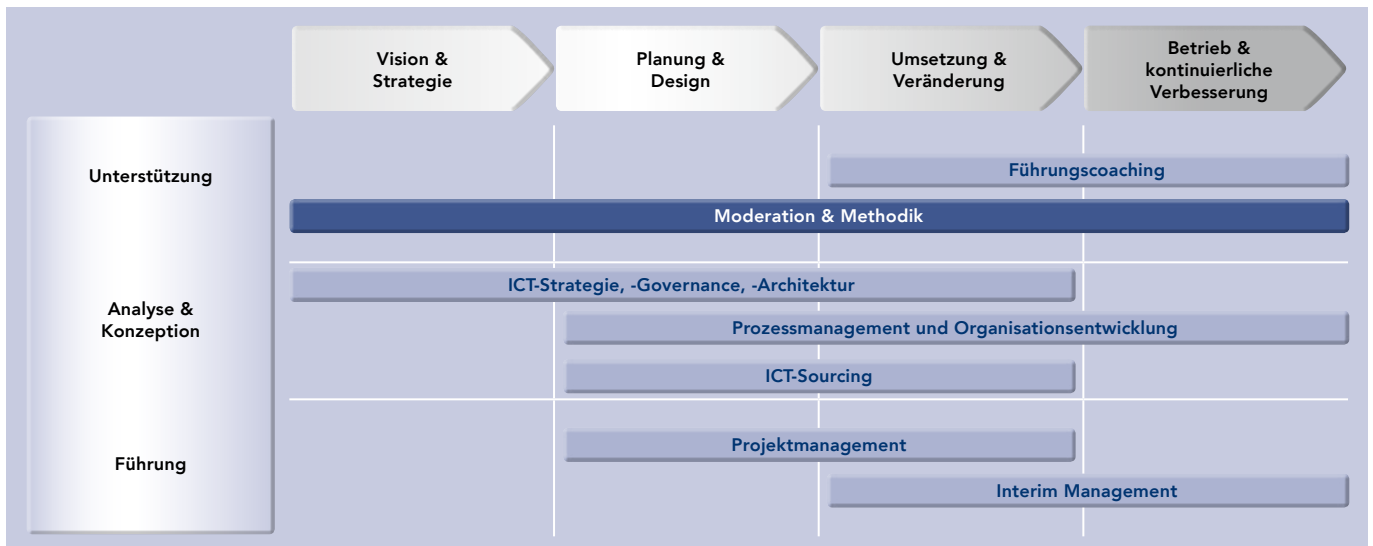 Vision &
Strategie
Planung &
Design
Umsetzung &
Veränderung
Betrieb &
kontinuierliche
Verbesserung
Unterstützung
Führungscoaching
Moderation & Methodik
Analyse &
Konzeption
ICT-Strategie, -Governance, -Architektur
Prozessmanagement und Organisationsentwicklung
ICT-Sourcing
Führung
Projektmanagement
Interim Management